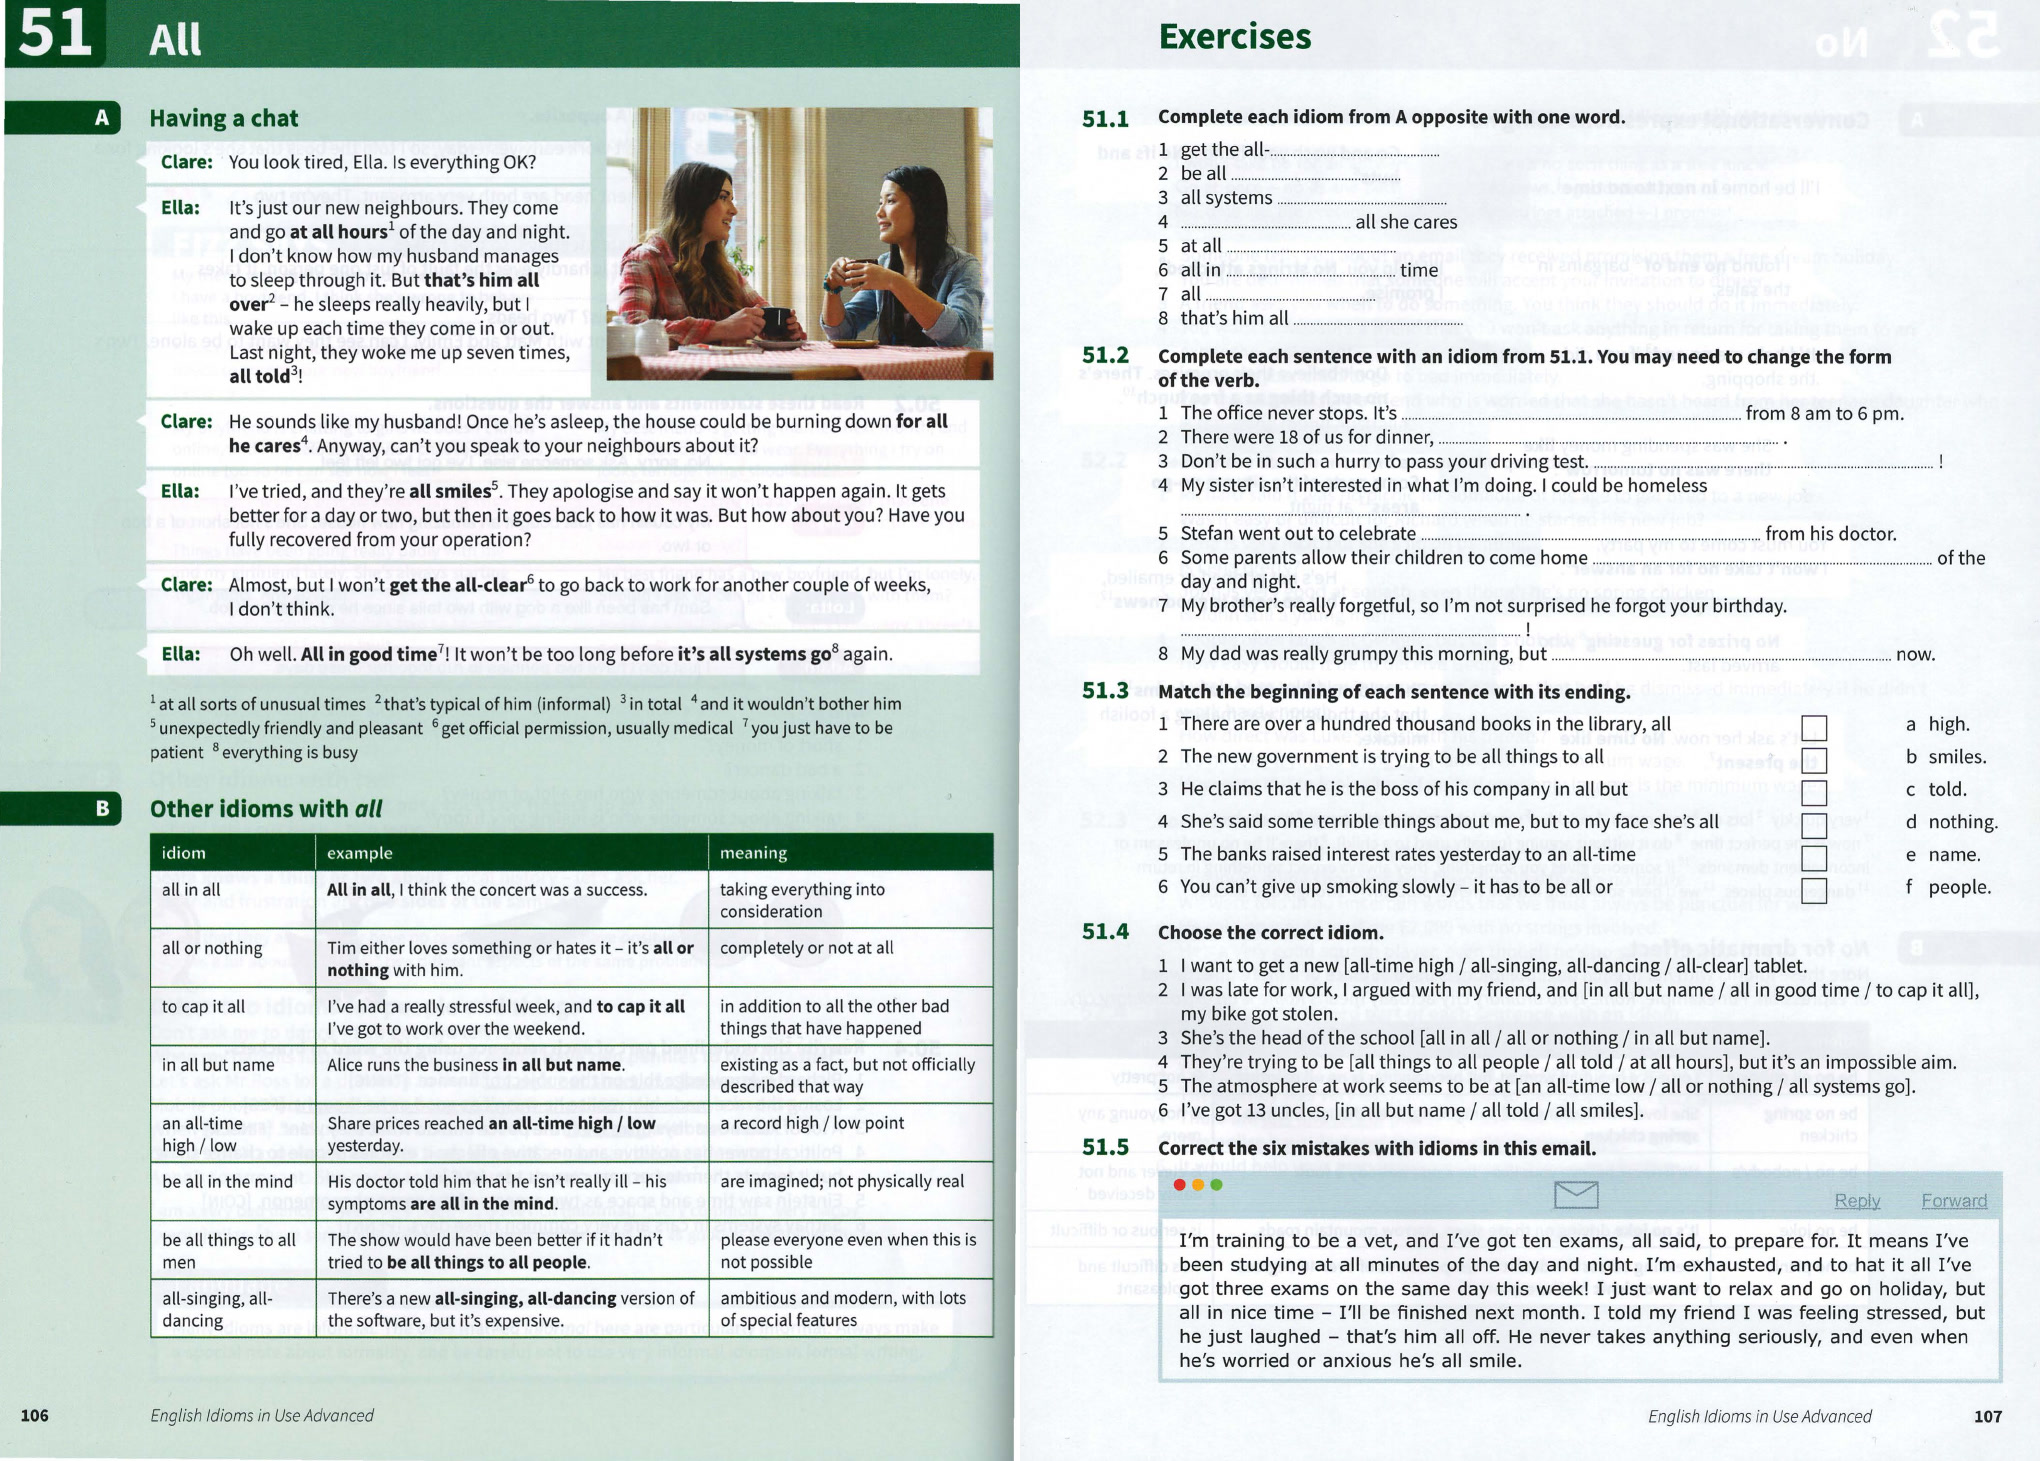 51
All
A
Having a chat
Clare: You look tired, Ella. Is everything OK?
Ella: It's just our new neighbours. They come
and go at all hours1 of the day and night.
I don't know how my husband manages
to sleep through it. But that's him all
over2 – he sleeps really heavily, but I
wake up each time they come in or out.
Last night, they woke me up seven times,
all told3!
Clare: He sounds like my husband! Once he's asleep, the house could be burning down for all
he cares4. Anyway, can't you speak to your neighbours about it?
Ella: I've tried, and they're all smiles5. They apologise and say it won't happen again. It gets
better for a day or two, but then it goes back to how it was. But how about you? Have you
fully recovered from your operation?
Clare: Almost, but I won't get the all-clear6 to go back to work for another couple of weeks,
I don't think.
Ella: Oh well. All in good time7! It won't be too long before it's all systems go8 again.
1 at all sorts of unusual times 2 that's typical of him (informal) 3 in total 4 and it wouldn't bother him
5 unexpectedly friendly and pleasant 6 get official permission, usually medical 7 you just have to be
patient 8 everything is busy
B
Other idioms with all
idiom example meaning
all in all All in all, I think the concert was a success. taking everything into
consideration
all or nothing Tim either loves something or hates it – it's all or completely or not at all
nothing with him.
to cap it all I've had a really stressful week, and to cap it all in addition to all the other bad
I've got to work over the weekend. things that have happened
in all but name Alice runs the business in all but name. existing as a fact, but not officially
described that way
an all-time Share prices reached an all-time high / low a record high / low point
high / low yesterday.
be all in the mind His doctor told him that he isn't really ill – his are imagined; not physically real
symptoms are all in the mind.
be all things to all The show would have been better if it hadn't please everyone even when this is
men tried to be all things to all people. not possible
all-singing, all- There's a new all-singing, all-dancing version of ambitious and modern, with lots
dancing the software, but it's expensive. of special features
106 English Idioms in Use Advanced
Exercises
51.1 Complete each idiom from A opposite with one word.
1 get the all-
2 be all
3 all systems
4 all she cares
5 at all
6 all in time
7 all
8 that's him all
51.2 Complete each sentence with an idiom from 51.1. You may need to change the form
of the verb.
1 The office never stops. It's from 8 am to 6 pm.
2 There were 18 of us for dinner, .
3 Don't be in such a hurry to pass your driving test. !
4 My sister isn't interested in what I'm doing. I could be homeless
.
5 Stefan went out to celebrate from his doctor.
6 Some parents allow their children to come home of the
day and night.
7 My brother's really forgetful, so I'm not surprised he forgot your birthday.
!
8 My dad was really grumpy this morning, but now.
51.3 Match the beginning of each sentence with its ending.
1 There are over a hundred thousand books in the library, all a high.
2 The new government is trying to be all things to all b smiles.
3 He claims that he is the boss of his company in all but c told.
4 She's said some terrible things about me, but to my face she's all d nothing.
5 The banks raised interest rates yesterday to an all-time e name.
6 You can't give up smoking slowly – it has to be all or f people.
51.4 Choose the correct idiom.
1 I want to get a new [all-time high / all-singing, all-dancing / all-clear] tablet.
2 I was late for work, I argued with my friend, and [in all but name / all in good time / to cap it all],
my bike got stolen.
3 She's the head of the school [all in all / all or nothing / in all but name].
4 They're trying to be [all things to all people / all told / at all hours], but it's an impossible aim.
5 The atmosphere at work seems to be at [an all-time low / all or nothing / all systems go].
6 I've got 13 uncles, [in all but name / all told / all smiles].
51.5 Correct the six mistakes with idioms in this email.
Reply Forward
I'm training to be a vet, and I've got ten exams, all said, to prepare for. It means I've
been studying at all minutes of the day and night. I'm exhausted, and to hat it all I've
got three exams on the same day this week! I just want to relax and go on holiday, but
all in nice time – I'll be finished next month. I told my friend I was feeling stressed, but
he just laughed – that's him all off. He never takes anything seriously, and even when
he's worried or anxious he's all smile.
English Idioms in Use Advanced 107